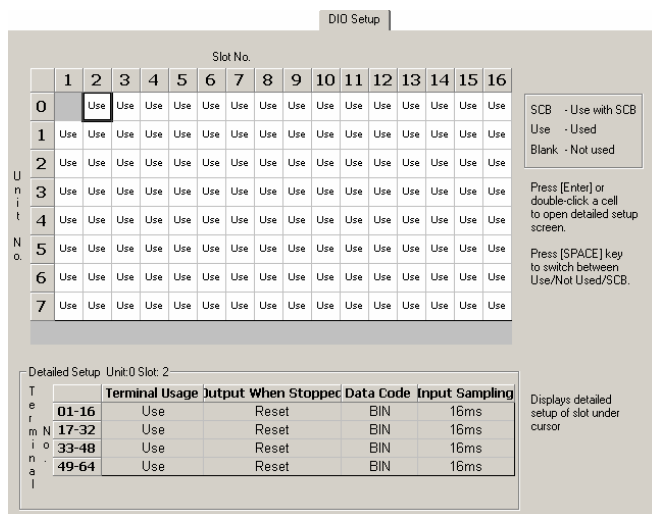 DIO Setup
Slot No.
1 2 3 4 5 6 7 8 9 10 11 12 13 14 15 16
0 Use Use Use Use Use Use Use Use Use Use Use Use Use Use Use
1 Use Use Use Use Use Use Use Use Use Use Use Use Use Use Use Use
2 Use Use Use Use Use Use Use Use Use Use Use Use Use Use Use Use
3 Use Use Use Use Use Use Use Use Use Use Use Use Use Use Use Use
4 Use Use Use Use Use Use Use Use Use Use Use Use Use Use Use Use
5 Use Use Use Use Use Use Use Use Use Use Use Use Use Use Use Use
6 Use Use Use Use Use Use Use Use Use Use Use Use Use Use Use Use
7 Use Use Use Use Use Use Use Use Use Use Use Use Use Use Use Use
Unit No.
SCB - Use with SCB
Use - Used
Blank - Not used
Press [Enter] or
double-click a cell
to open detailed setup
screen.
Press [SPACE] key
to switch between
Use/Not Used/SCB.
Detailed Setup Unit:0 Slot: 2
Terminal No.
Terminal Usage Output When Stopped Data Code Input Sampling
01-16 Use Reset BIN 16ms
17-32 Use Reset BIN 16ms
33-48 Use Reset BIN 16ms
49-64 Use Reset BIN 16ms
Displays detailed
setup of slot under
cursor